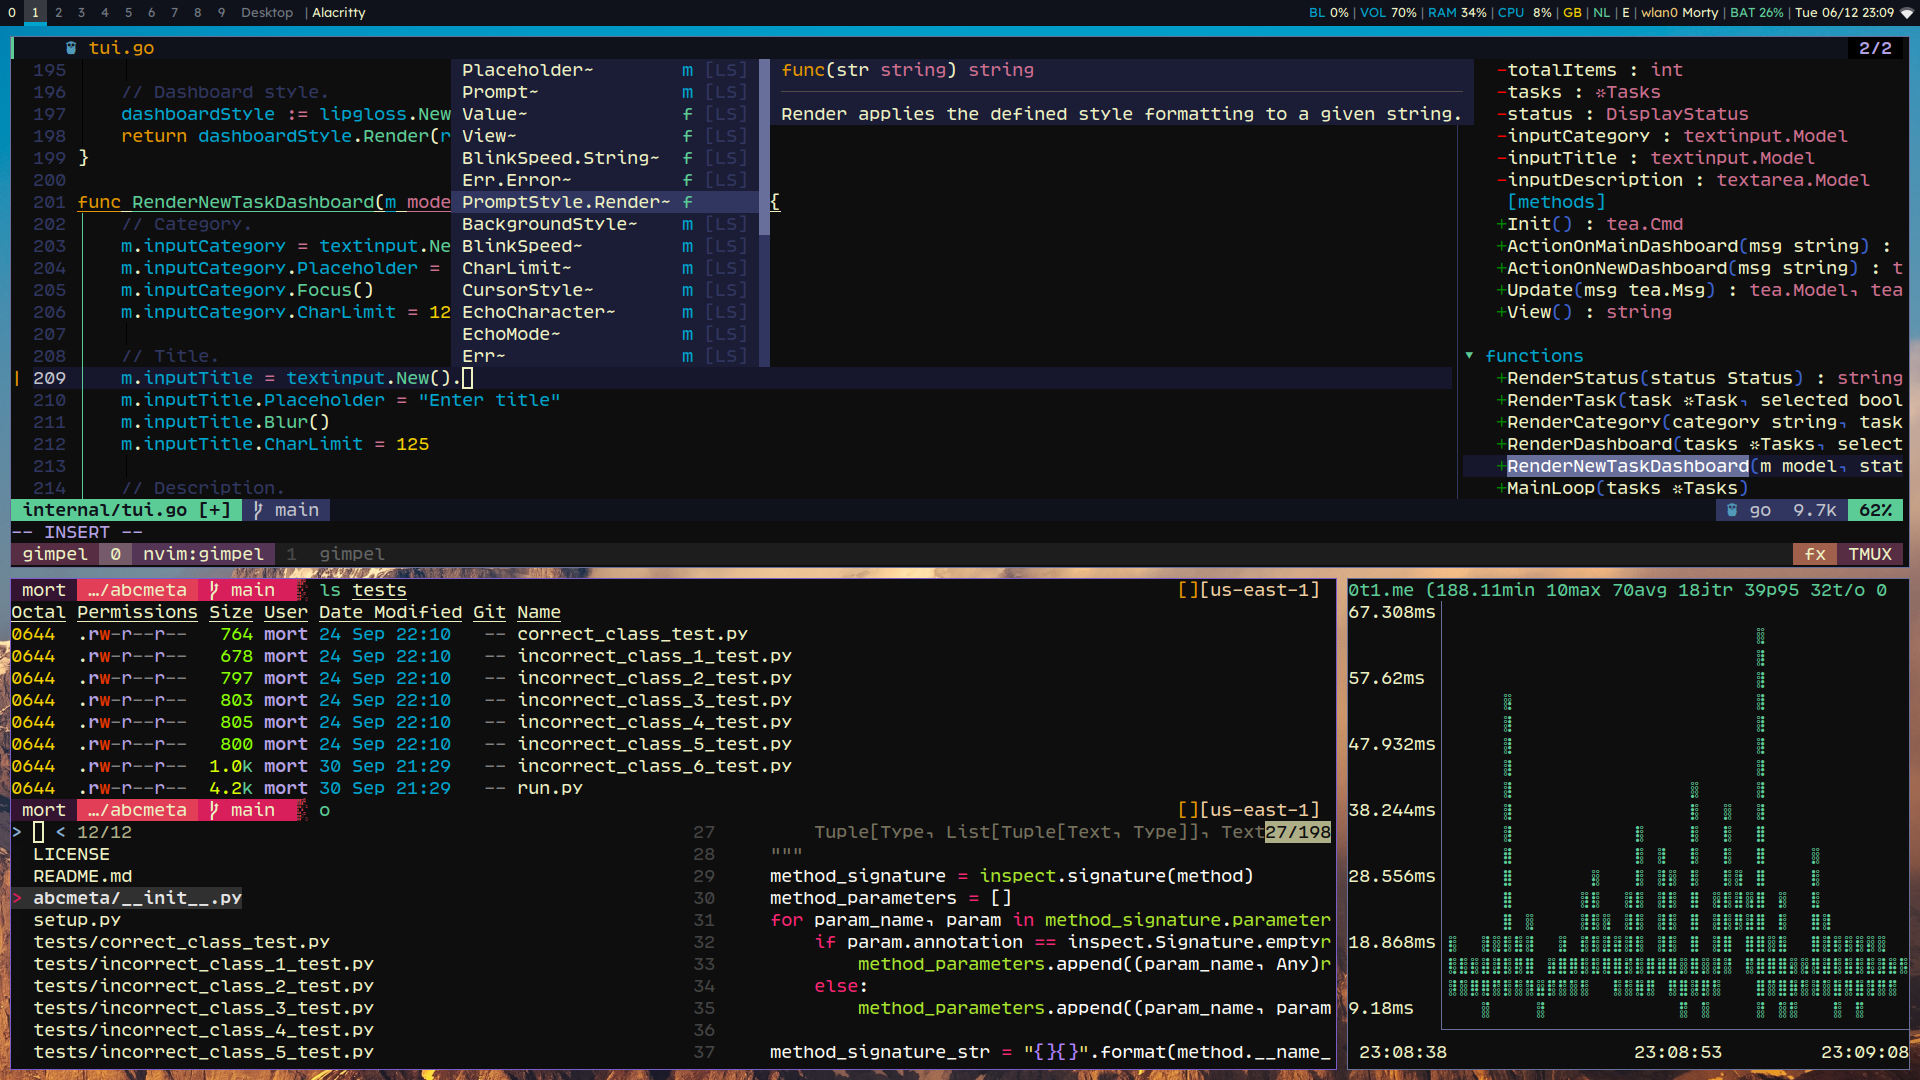 0 1 2 3 4 5 6 7 8 9 Desktop | Alacritty
BL 0% | VOL 70% | RAM 34% | CPU 8% | GB | NL | E | wlan0 Morty | BAT 26% | Tue 06/12 23:09
tui.go
2/2
195
196 // Dashboard style.
197 dashboardStyle := lipgloss.New
198 return dashboardStyle.Render(r
199 }
200
201 func RenderNewTaskDashboard(m mode
{
202 // Category.
203 m.inputCategory = textinput.Ne
204 m.inputCategory.Placeholder =
205 m.inputCategory.Focus()
206 m.inputCategory.CharLimit = 12
207
208 // Title.
209 m.inputTitle = textinput.New().
210 m.inputTitle.Placeholder = "Enter title"
211 m.inputTitle.Blur()
212 m.inputTitle.CharLimit = 125
213
214 // Description.
Placeholder~ m [LS]
Prompt~ m [LS]
Value~ f [LS]
View~ f [LS]
BlinkSpeed.String~ f [LS]
Err.Error~ f [LS]
PromptStyle.Render~ f
BackgroundStyle~ m [LS]
BlinkSpeed~ m [LS]
CharLimit~ m [LS]
CursorStyle~ m [LS]
EchoCharacter~ m [LS]
EchoMode~ m [LS]
Err~ m [LS]
func(str string) string
Render applies the defined style formatting to a given string.
-totalItems : int
-tasks : *Tasks
-status : DisplayStatus
-inputCategory : textinput.Model
-inputTitle : textinput.Model
-inputDescription : textarea.Model
[methods]
+Init() : tea.Cmd
+ActionOnMainDashboard(msg string) :
+ActionOnNewDashboard(msg string) : t
+Update(msg tea.Msg) : tea.Model, tea
+View() : string
▼ functions
+RenderStatus(status Status) : string
+RenderTask(task *Task, selected bool
+RenderCategory(category string, task
+RenderDashboard(tasks *Tasks, select
+RenderNewTaskDashboard(m model, stat
+MainLoop(tasks *Tasks)
internal/tui.go [+] main
go 9.7k 62%
-- INSERT --
gimpel 0 nvim:gimpel 1 gimpel
fx TMUX
mort …/abcmeta main ls tests
[][us-east-1]
Octal Permissions Size User Date Modified Git Name
0644 .rw-r--r-- 764 mort 24 Sep 22:10 -- correct_class_test.py
0644 .rw-r--r-- 678 mort 24 Sep 22:10 -- incorrect_class_1_test.py
0644 .rw-r--r-- 797 mort 24 Sep 22:10 -- incorrect_class_2_test.py
0644 .rw-r--r-- 803 mort 24 Sep 22:10 -- incorrect_class_3_test.py
0644 .rw-r--r-- 805 mort 24 Sep 22:10 -- incorrect_class_4_test.py
0644 .rw-r--r-- 800 mort 24 Sep 22:10 -- incorrect_class_5_test.py
0644 .rw-r--r-- 1.0k mort 30 Sep 21:29 -- incorrect_class_6_test.py
0644 .rw-r--r-- 4.2k mort 30 Sep 21:29 -- run.py
mort …/abcmeta main o
[][us-east-1]
> < 12/12
LICENSE
README.md
> abcmeta/__init__.py
setup.py
tests/correct_class_test.py
tests/incorrect_class_1_test.py
tests/incorrect_class_2_test.py
tests/incorrect_class_3_test.py
tests/incorrect_class_4_test.py
tests/incorrect_class_5_test.py
27 Tuple[Type, List[Tuple[Text, Type]], Text
27/198
28 """
29 method_signature = inspect.signature(method)
30 method_parameters = []
31 for param_name, param in method_signature.parameter
32 if param.annotation == inspect.Signature.emptyr
33 method_parameters.append((param_name, Any)r
34 else:
35 method_parameters.append((param_name, param
36
37 method_signature_str = "{}{}".format(method.__name_
0t1.me (188.11min 10max 70avg 18jtr 39p95 32t/o 0
67.308ms
57.62ms
47.932ms
38.244ms
28.556ms
18.868ms
9.18ms
23:08:38 23:08:53 23:09:08